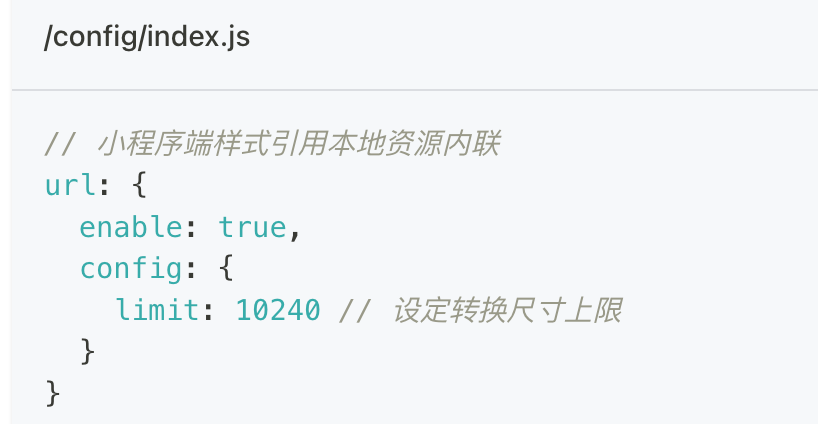 /config/index.js
// 小程序端样式引用本地资源内联
url: {
  enable: true,
  config: {
    limit: 10240 // 设定转换尺寸上限
  }
}